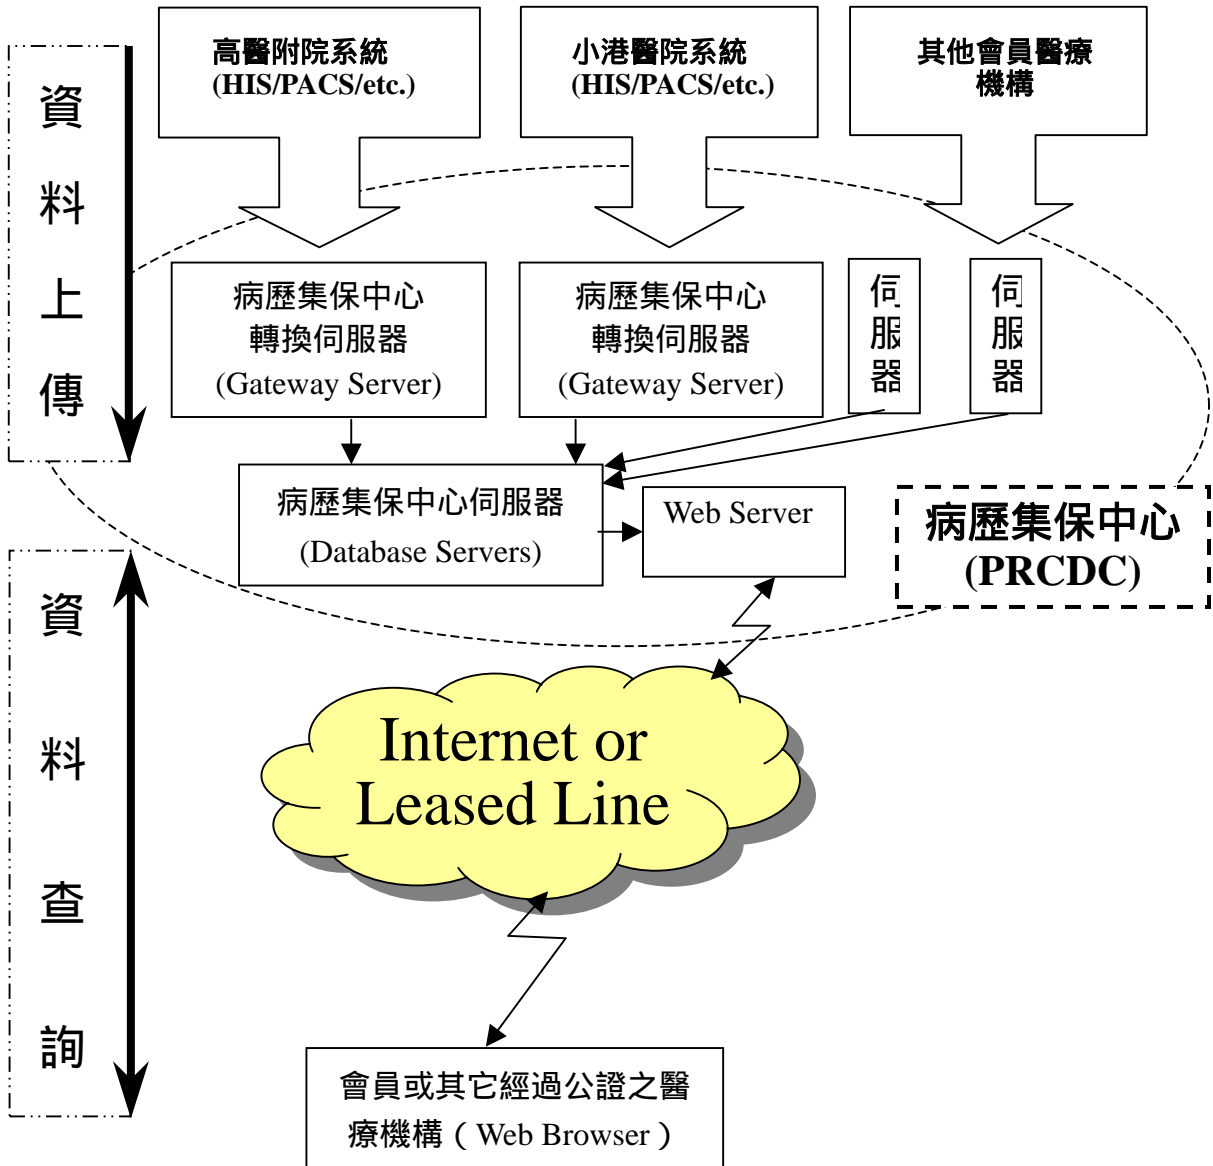 高醫附院系統
(HIS/PACS/etc.)
小港醫院系統
(HIS/PACS/etc.)
其他會員醫療
機構
資料上傳
病歷集保中心
轉換伺服器
(Gateway Server)
病歷集保中心
轉換伺服器
(Gateway Server)
伺服器
伺服器
病歷集保中心伺服器
(Database Servers)
Web Server
病歷集保中心
(PRCDC)
資料查詢
Internet or
Leased Line
會員或其它經過公證之醫
療機構（Web Browser）